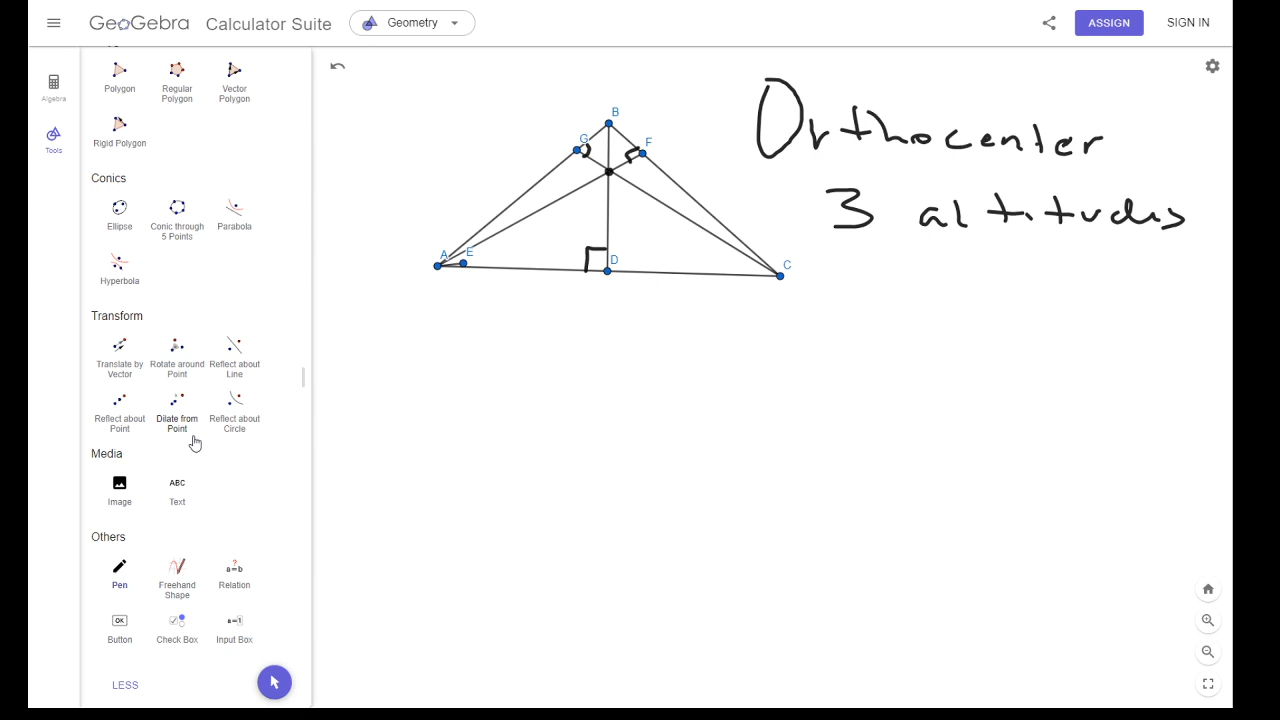 GeoGebra Calculator Suite Geometry ASSIGN SIGN IN
Algebra
Tools
Polygon Regular Polygon Vector Polygon
Rigid Polygon
Conics
Ellipse Conic through 5 Points Parabola
Hyperbola
Transform
Translate by Vector Rotate around Point Reflect about Line
Reflect about Point Dilate from Point Reflect about Circle
Media
Image ABC Text
Others
Pen Freehand Shape a=b ? Relation
OK Button Check Box a=1 Input Box
LESS
B
G F
A E D C
Orthocenter
3 altitudes